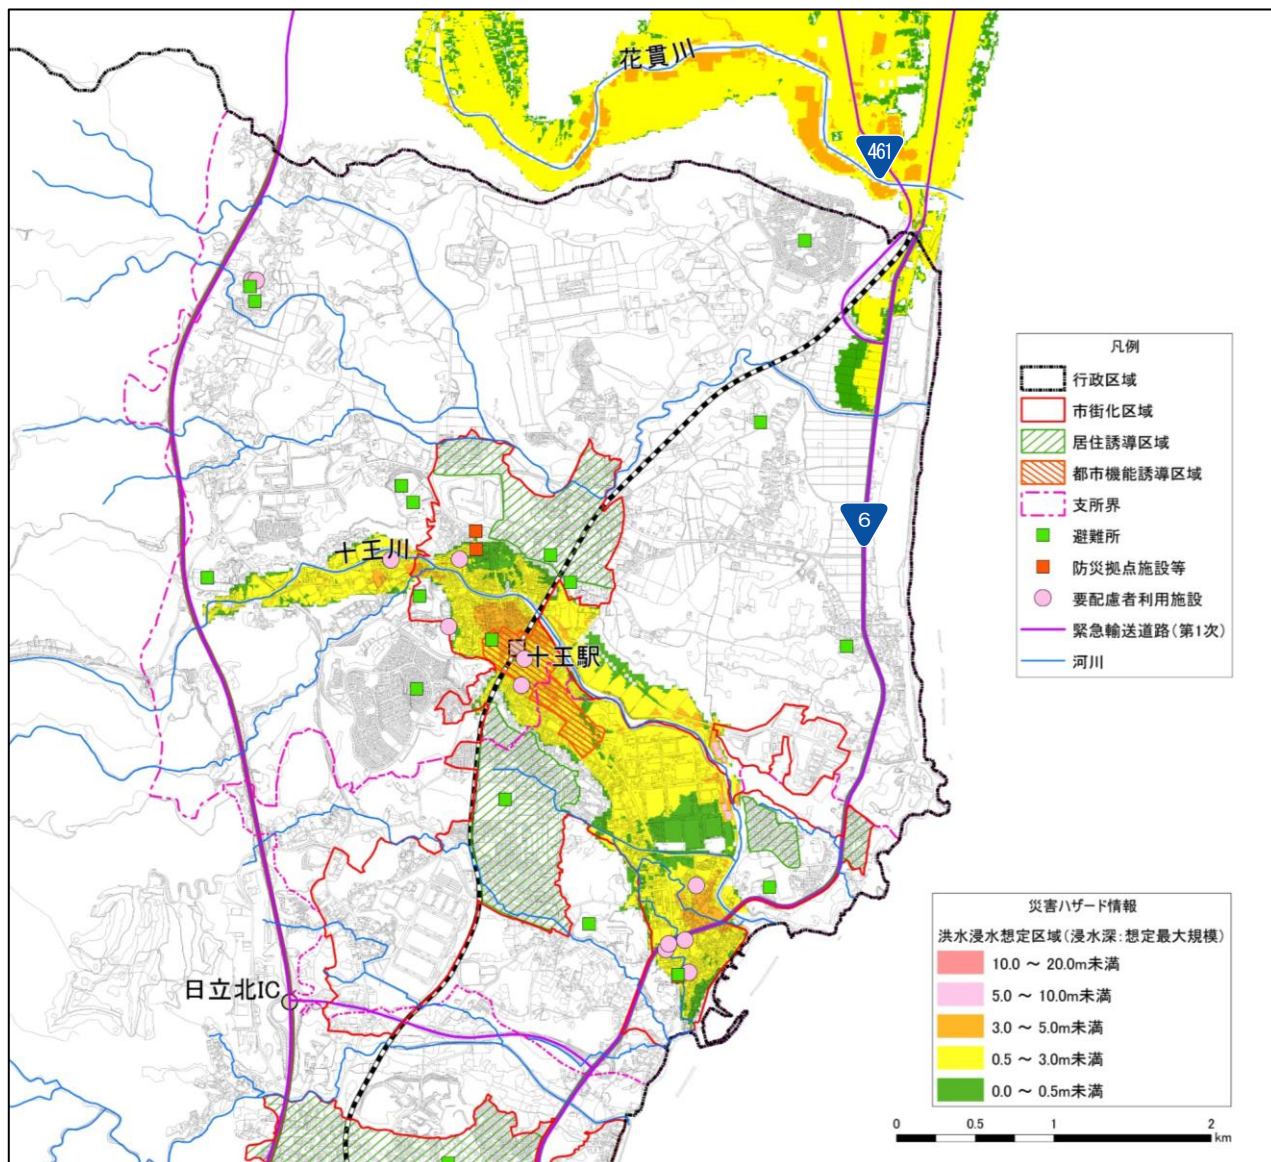 花貫川
461
6
十王川
十王駅
日立北IC
凡例
行政区域
市街化区域
居住誘導区域
都市機能誘導区域
支所界
避難所
防災拠点施設等
要配慮者利用施設
緊急輸送道路(第1次)
河川
災害ハザード情報
洪水浸水想定区域(浸水深:想定最大規模)
10.0 ～ 20.0m未満
5.0 ～ 10.0m未満
3.0 ～ 5.0m未満
0.5 ～ 3.0m未満
0.0 ～ 0.5m未満
0 0.5 1 2
km